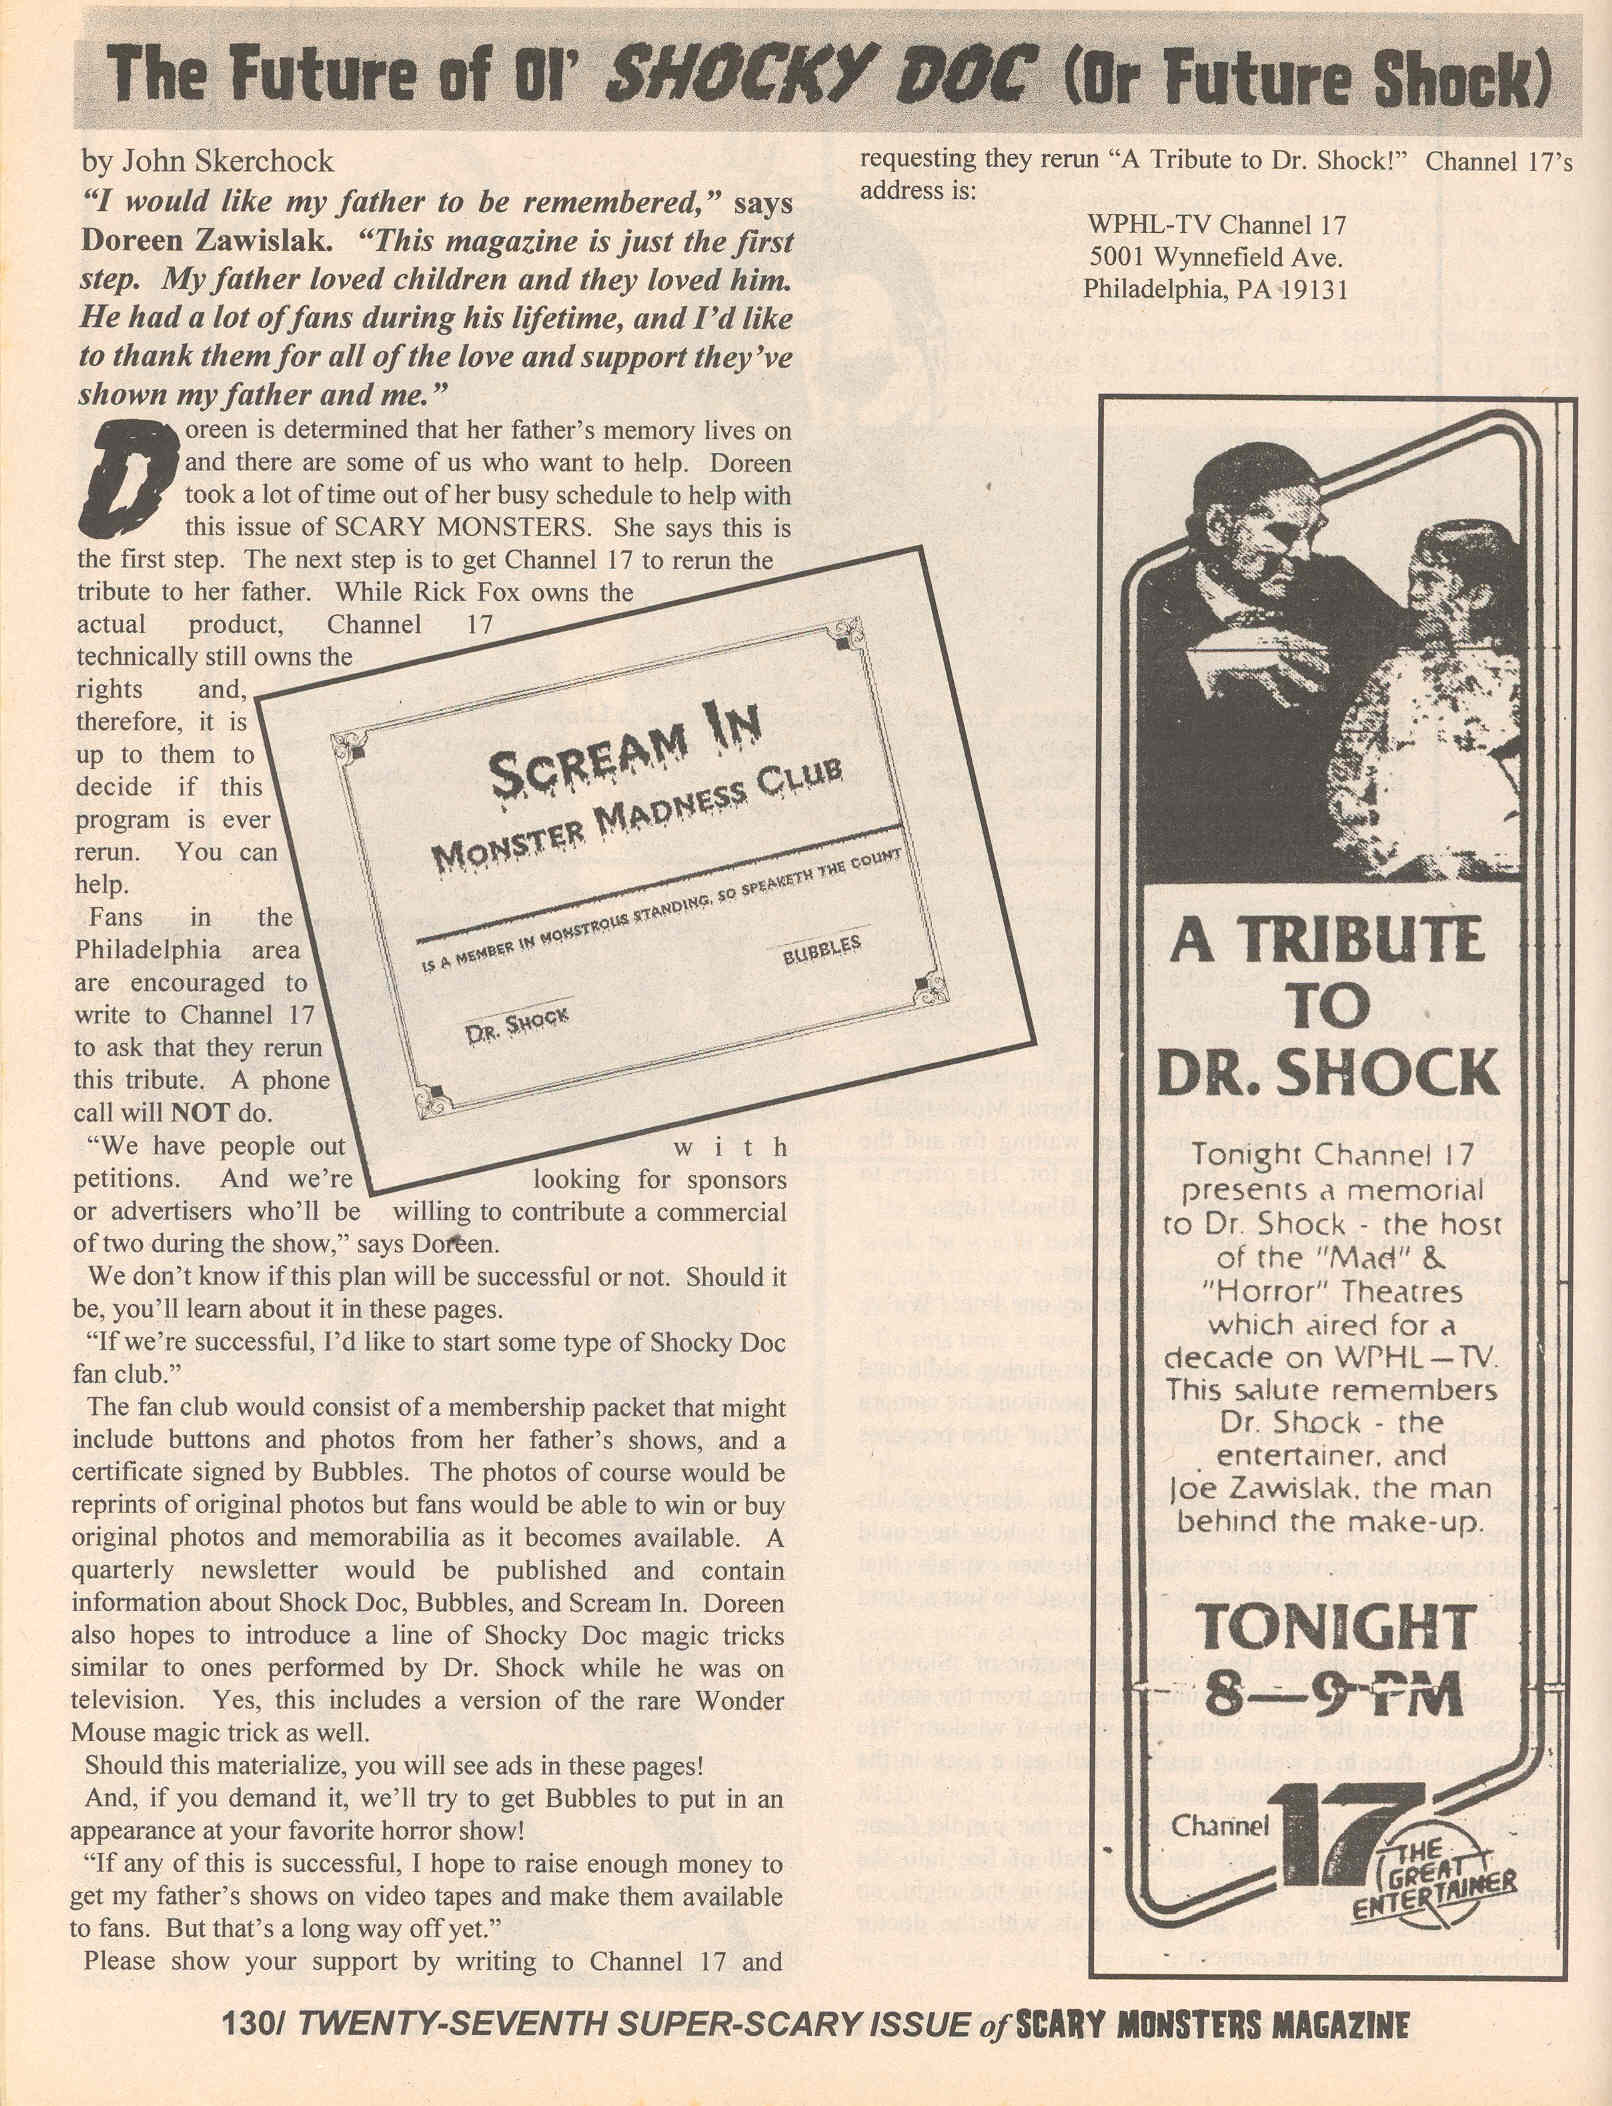 The Future of Ol' SHOCKY DOC (Or Future Shock)
by John Skerchock
“I would like my father to be remembered,” says
Doreen Zawislak. “This magazine is just the first
step. My father loved children and they loved him.
He had a lot of fans during his lifetime, and I’d like
to thank them for all of the love and support they’ve
shown my father and me.”
Doreen is determined that her father’s memory lives on
and there are some of us who want to help. Doreen
took a lot of time out of her busy schedule to help with
this issue of SCARY MONSTERS. She says this is
the first step. The next step is to get Channel 17 to rerun the
tribute to her father. While Rick Fox owns the
actual product, Channel 17
technically still owns the
rights and,
therefore, it is
up to them to
decide if this
program is ever
rerun. You can
help.
Fans in the
Philadelphia area
are encouraged to
write to Channel 17
to ask that they rerun
this tribute. A phone
call will NOT do.
“We have people out with
petitions. And we’re looking for sponsors
or advertisers who’ll be willing to contribute a commercial
of two during the show,” says Doreen.
We don’t know if this plan will be successful or not. Should it
be, you’ll learn about it in these pages.
“If we’re successful, I’d like to start some type of Shocky Doc
fan club.”
The fan club would consist of a membership packet that might
include buttons and photos from her father’s shows, and a
certificate signed by Bubbles. The photos of course would be
reprints of original photos but fans would be able to win or buy
original photos and memorabilia as it becomes available. A
quarterly newsletter would be published and contain
information about Shock Doc, Bubbles, and Scream In. Doreen
also hopes to introduce a line of Shocky Doc magic tricks
similar to ones performed by Dr. Shock while he was on
television. Yes, this includes a version of the rare Wonder
Mouse magic trick as well.
Should this materialize, you will see ads in these pages!
And, if you demand it, we’ll try to get Bubbles to put in an
appearance at your favorite horror show!
“If any of this is successful, I hope to raise enough money to
get my father’s shows on video tapes and make them available
to fans. But that’s a long way off yet.”
Please show your support by writing to Channel 17 and
requesting they rerun “A Tribute to Dr. Shock!” Channel 17’s
address is:
WPHL-TV Channel 17
5001 Wynnefield Ave.
Philadelphia, PA 19131
SCREAM IN
MONSTER MADNESS CLUB
IS A MEMBER IN MONSTROUS STANDING, SO SPEAKETH THE COUNT
BUBBLES
DR. SHOCK
A TRIBUTE
TO
DR. SHOCK
Tonight Channel 17
presents a memorial
to Dr. Shock - the host
of the "Mad" &
"Horror" Theatres
which aired for a
decade on WPHL—TV.
This salute remembers
Dr. Shock - the
entertainer, and
Joe Zawislak, the man
behind the make-up.
TONIGHT
8—9-PM
Channel 17
THE
GREAT
ENTERTAINER
130/ TWENTY-SEVENTH SUPER-SCARY ISSUE of SCARY MONSTERS MAGAZINE